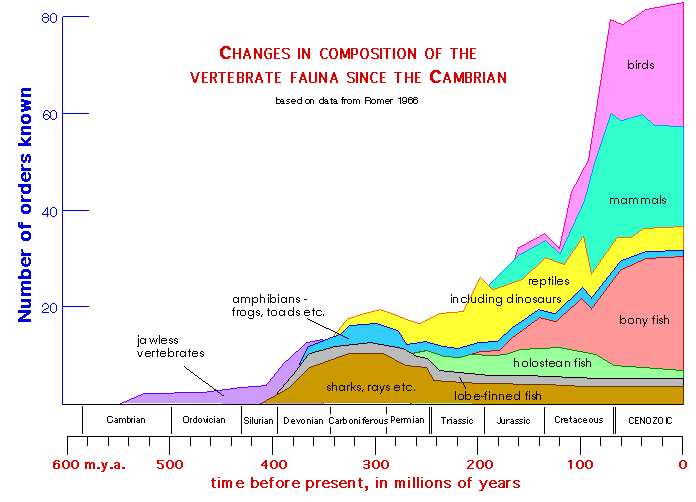 CHANGES IN COMPOSITION OF THE
VERTEBRATE FAUNA SINCE THE CAMBRIAN
based on data from Romer 1966
Number of orders known
80
60
40
20
birds
mammals
reptiles
including dinosaurs
amphibians -
frogs, toads etc.
bony fish
jawless
vertebrates
holostean fish
sharks, rays etc.
lobe-finned fish
Cambrian Ordovician Silurian Devonian Carboniferous Permian Triassic Jurassic Cretaceous CENOZOIC
600 m.y.a. 500 400 300 200 100 0
time before present, in millions of years